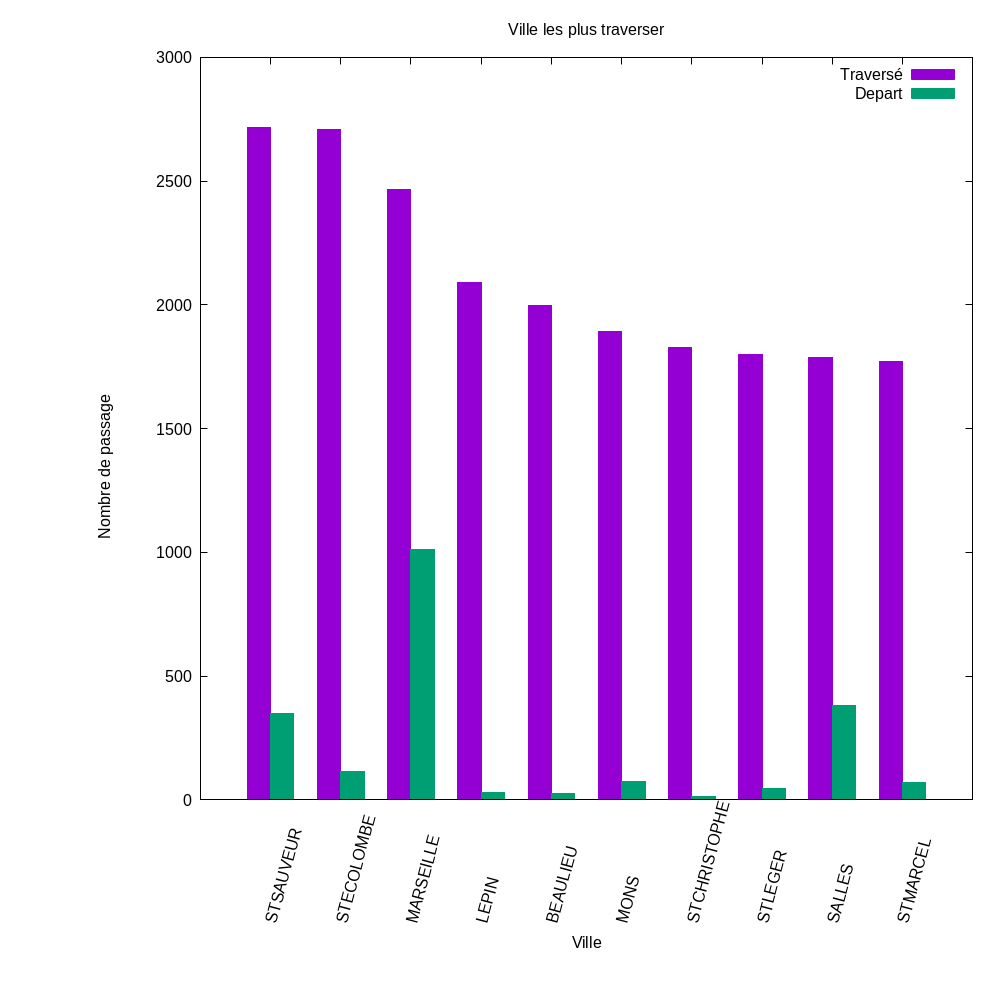 Ville les plus traverser
Traversé
Depart
3000
2500
2000
1500
1000
500
0
Nombre de passage
STSAUVEUR
STECOLOMBE
MARSEILLE
LEPIN
BEAULIEU
MONS
STCHRISTOPHE
STLEGER
SALLES
STMARCEL
Ville